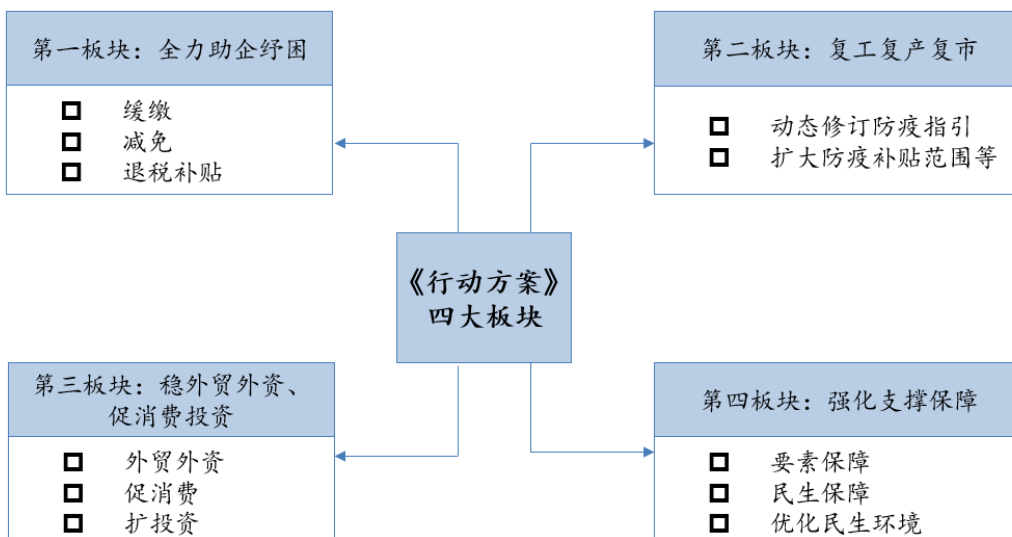 第一板块：全力助企纾困
缓缴
减免
退税补贴
第二板块：复工复产复市
动态修订防疫指引
扩大防疫补贴范围等
《行动方案》
四大板块
第三板块：稳外贸外资、
促消费投资
外贸外资
促消费
扩投资
第四板块：强化支撑保障
要素保障
民生保障
优化民生环境